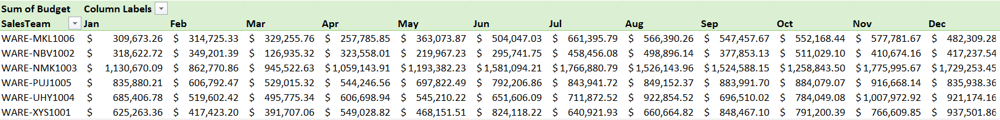 Sum of Budget Column Labels
SalesTeam Jan Feb Mar Apr May Jun Jul Aug Sep Oct Nov Dec
WARE-MKL1006 $ 309,673.26 $ 314,725.33 $ 329,255.76 $ 257,785.85 $ 363,073.87 $ 504,047.03 $ 661,395.79 $ 566,390.26 $ 547,457.67 $ 552,168.44 $ 577,781.67 $ 482,309.28
WARE-NBV1002 $ 318,622.72 $ 349,201.39 $ 126,935.32 $ 323,558.01 $ 219,967.23 $ 295,741.75 $ 458,456.08 $ 498,896.14 $ 377,853.13 $ 511,029.10 $ 410,674.16 $ 417,237.54
WARE-NMK1003 $ 1,130,670.09 $ 862,770.86 $ 945,522.63 $ 1,059,143.91 $ 1,193,382.23 $ 1,581,094.21 $ 1,766,880.79 $ 1,526,143.96 $ 1,524,588.15 $ 1,258,843.50 $ 1,775,995.67 $ 1,729,253.45
WARE-PUJ1005 $ 835,880.21 $ 606,792.47 $ 529,015.32 $ 544,246.56 $ 697,822.49 $ 792,206.86 $ 843,941.72 $ 849,152.37 $ 883,991.70 $ 884,079.07 $ 916,668.14 $ 835,938.36
WARE-UHY1004 $ 685,406.78 $ 519,602.42 $ 495,775.34 $ 606,698.94 $ 545,210.22 $ 651,606.09 $ 711,872.52 $ 922,854.52 $ 696,510.02 $ 784,049.08 $ 1,007,972.92 $ 921,174.16
WARE-XYS1001 $ 625,263.36 $ 417,423.20 $ 391,707.06 $ 549,028.82 $ 468,151.51 $ 824,118.22 $ 640,921.93 $ 660,664.82 $ 848,467.10 $ 791,200.39 $ 766,609.85 $ 937,501.86